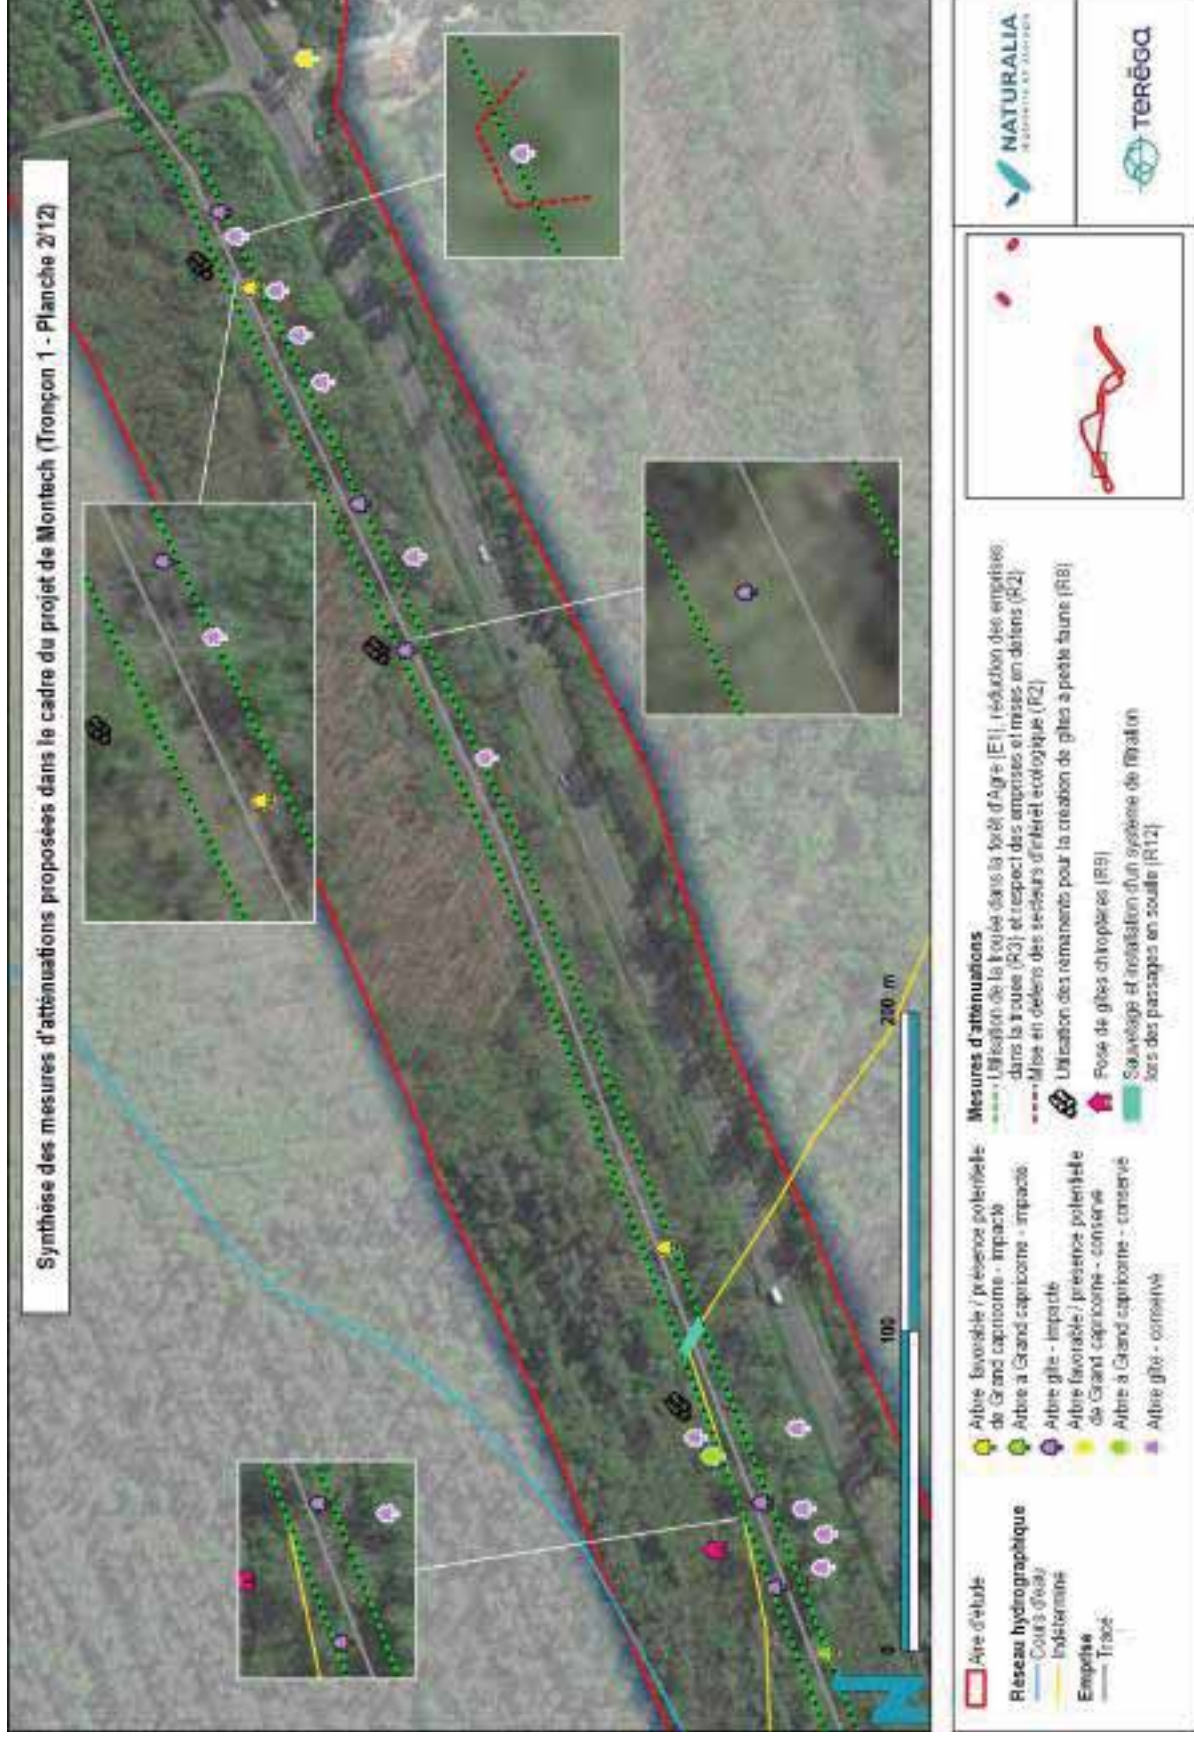 Synthèse des mesures d'atténuations proposées dans le cadre du projet de Montech (Tronçon 1 - Planche 2/12)
0
100
200 m
Aire d'étude
Réseau hydrographique
Cours d'eau
Indéterminé
Emprise
Tracé
Arbre favorable / présence potentielle
de Grand capricorne - impacté
Arbre à Grand capricorne - impacté
Arbre gîte - impacté
Arbre favorable / présence potentielle
de Grand capricorne - conservé
Arbre à Grand capricorne - conservé
Arbre gîte - conservé
Mesures d'atténuations
Utilisation de la trouée dans la forêt d'Agre (E1), réduction des emprises
dans la trouée (R3) et respect des emprises et mises en défens (R2)
Mise en défens des secteurs d'intérêt écologique (R2)
Utilisation des rémanents pour la création de gîtes à petite faune (R8)
Pose de gîtes chiroptères (R9)
Sauvetage et installation d'un système de filtration
lors des passages en souille (R12)
NATURALIA
TERĒGA